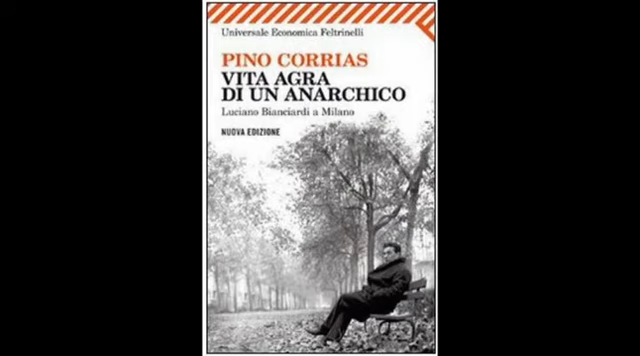 Universale Economica Feltrinelli
PINO CORRIAS
VITA AGRA
DI UN ANARCHICO
Luciano Bianciardi a Milano
NUOVA EDIZIONE